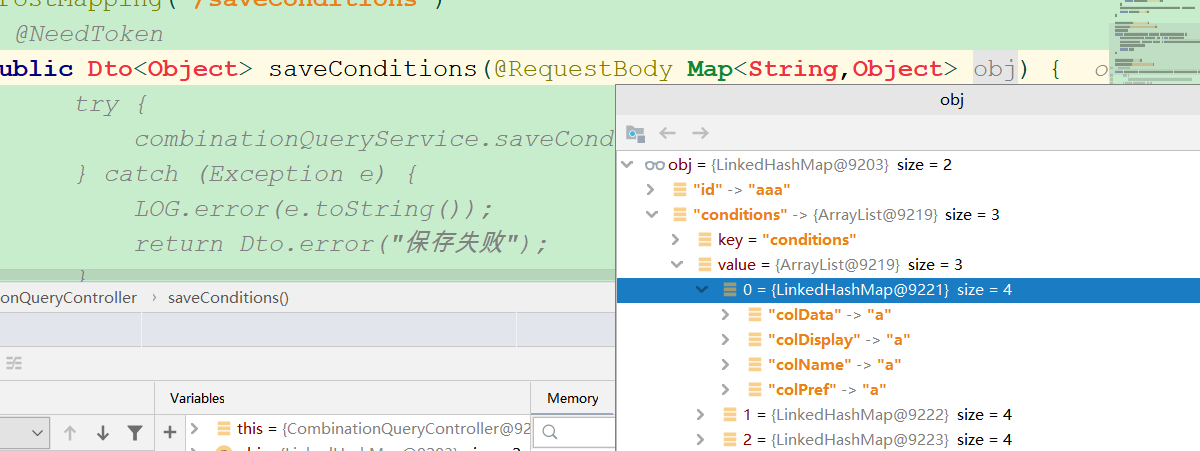 PostMapping("/saveConditions")
@NeedToken
ublic Dto<Object> saveConditions(@RequestBody Map<String,Object> obj) {  o
try {
combinationQueryService.saveCond
} catch (Exception e) {
LOG.error(e.toString());
return Dto.error("保存失败");
}
onQueryController › saveConditions()
Variables
Memory
this = {CombinationQueryController@92
obj
obj = {LinkedHashMap@9203} size = 2
"id" -> "aaa"
"conditions" -> {ArrayList@9219} size = 3
key = "conditions"
value = {ArrayList@9219} size = 3
0 = {LinkedHashMap@9221} size = 4
"colData" -> "a"
"colDisplay" -> "a"
"colName" -> "a"
"colPref" -> "a"
1 = {LinkedHashMap@9222} size = 4
2 = {LinkedHashMap@9223} size = 4